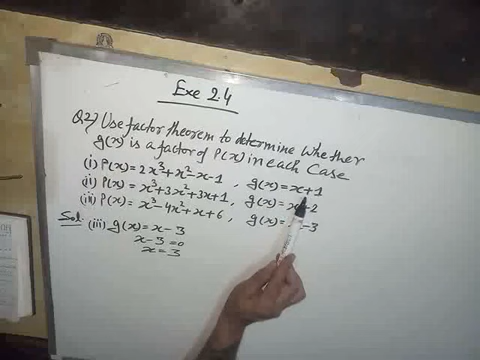 Exe 2.4
Q2) Use factor theorem to determine whether
g(x) is a factor of P(x) in each Case
(i) P(x) = 2x³+x²-x-1 , g(x) = x+1
(ii) P(x) = x³+3x²+3x+1, g(x) = x-2
(iii) P(x) = x³-4x²+x+6, g(x) = -3
Sol: (iii) g(x) = x-3
x-3=0
x=3